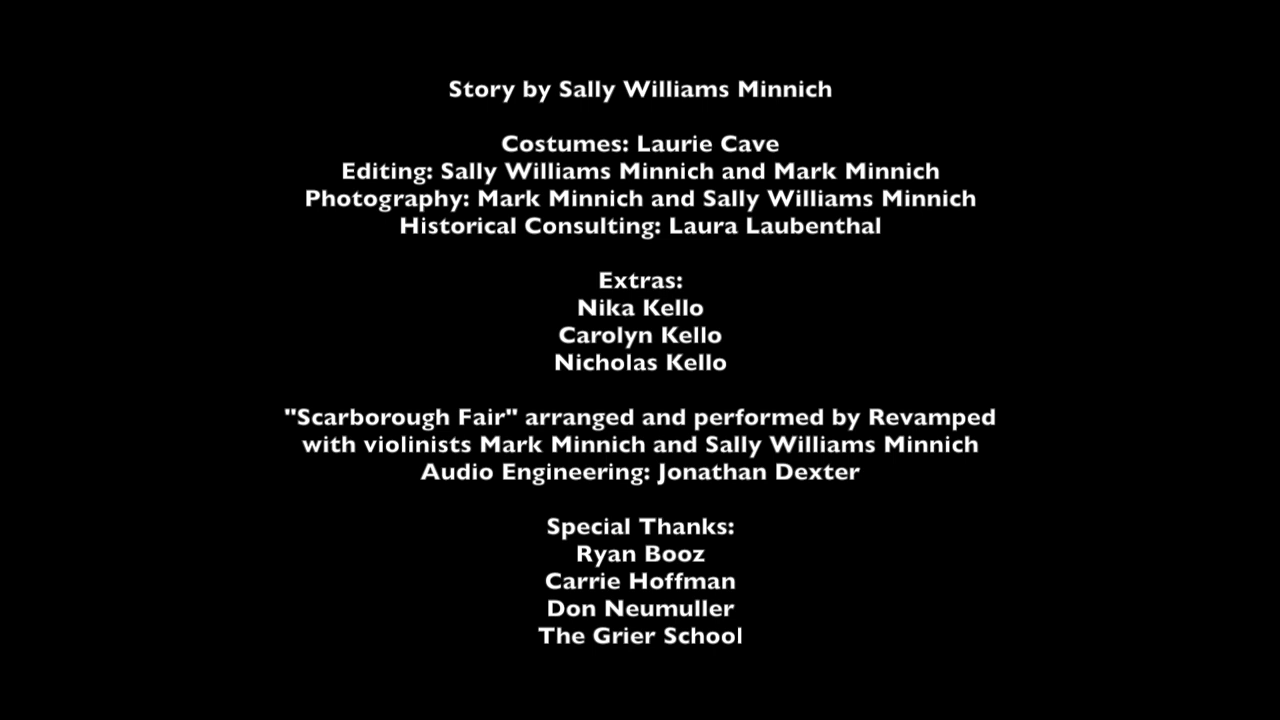 Story by Sally Williams Minnich
Costumes: Laurie Cave
Editing: Sally Williams Minnich and Mark Minnich
Photography: Mark Minnich and Sally Williams Minnich
Historical Consulting: Laura Laubenthal
Extras:
Nika Kello
Carolyn Kello
Nicholas Kello
"Scarborough Fair" arranged and performed by Revamped
with violinists Mark Minnich and Sally Williams Minnich
Audio Engineering: Jonathan Dexter
Special Thanks:
Ryan Booz
Carrie Hoffman
Don Neumuller
The Grier School